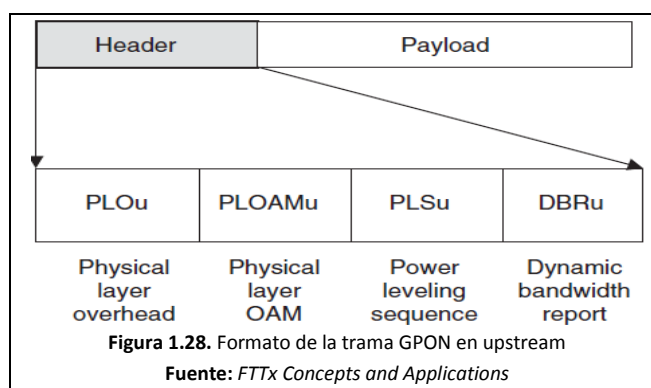 Header Payload
PLOu PLOAMu PLSu DBRu
Physical Physical Power Dynamic
layer layer leveling bandwidth
overhead OAM sequence report
Figura 1.28. Formato de la trama GPON en upstream
Fuente: FTTx Concepts and Applications